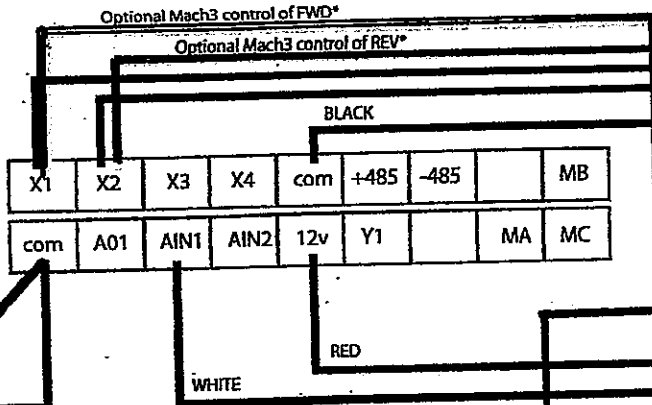 Optional Mach3 control of FWD*
Optional Mach3 control of REV*
BLACK
X1 X2 X3 X4 com +485 -485 MB
com A01 AIN1 AIN2 12v Y1 MA MC
RED
WHITE